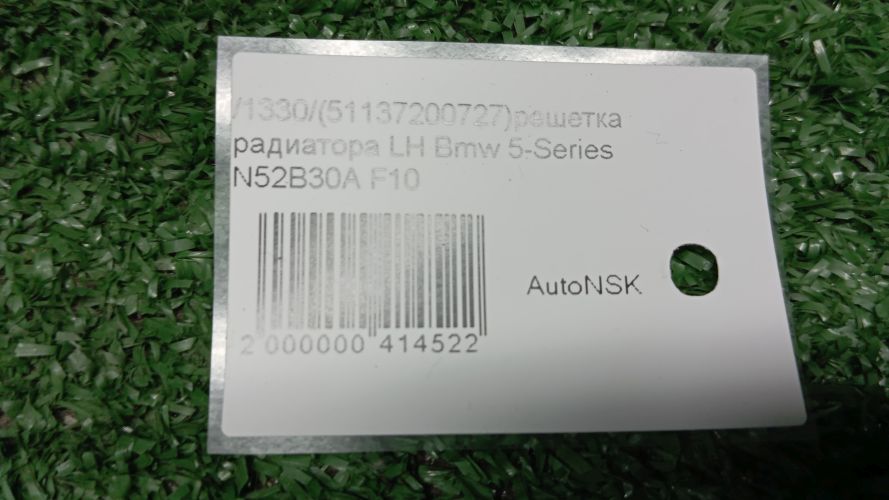 /1330/(51137200727)решетка
радиатора LH Bmw 5-Series
N52B30A F10
AutoNSK
2 000000 414522